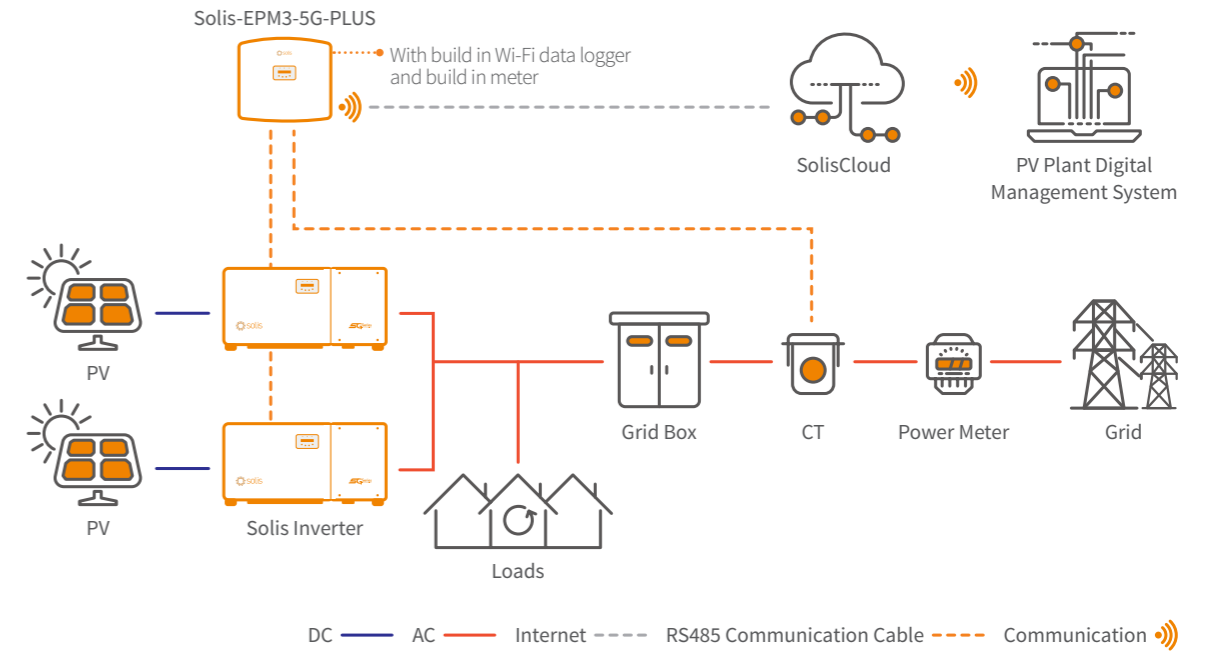 Solis-EPM3-5G-PLUS
With build in Wi-Fi data logger
and build in meter
SolisCloud
PV Plant Digital
Management System
solis
PV
Grid Box
CT
Power Meter
Grid
solis
PV
Solis Inverter
Loads
DC
AC
Internet
RS485 Communication Cable
Communication